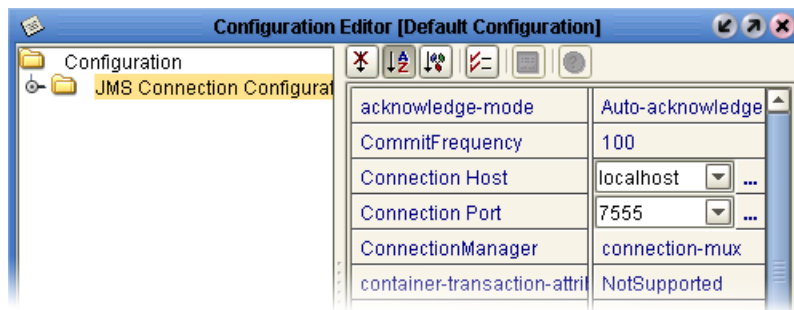 Configuration Editor [Default Configuration]
Configuration
JMS Connection Configurat
acknowledge-mode Auto-acknowledge
CommitFrequency 100
Connection Host localhost ...
Connection Port 7555 ...
ConnectionManager connection-mux
container-transaction-attri NotSupported